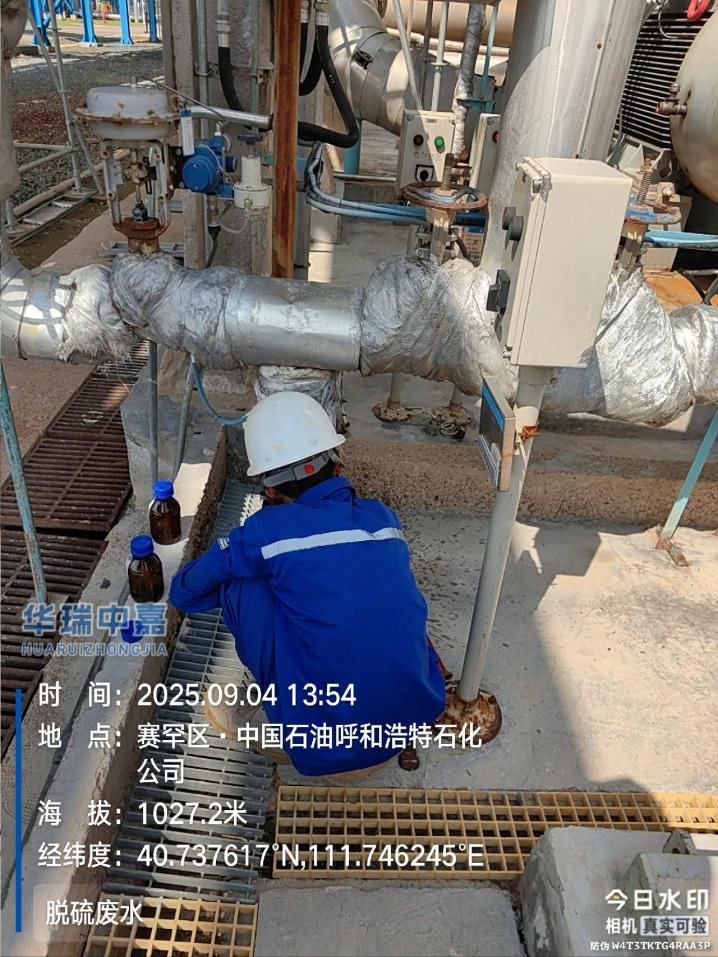 华瑞中嘉
HUARUIZHONGJIA
时 间：2025.09.04 13:54
地 点：赛罕区·中国石油呼和浩特石化
公司
海 拔：1027.2米
经纬度：40.737617°N,111.746245°E
脱硫废水
今日水印
相机 真实可验
防伪 W4T3TKTG4RAA3P